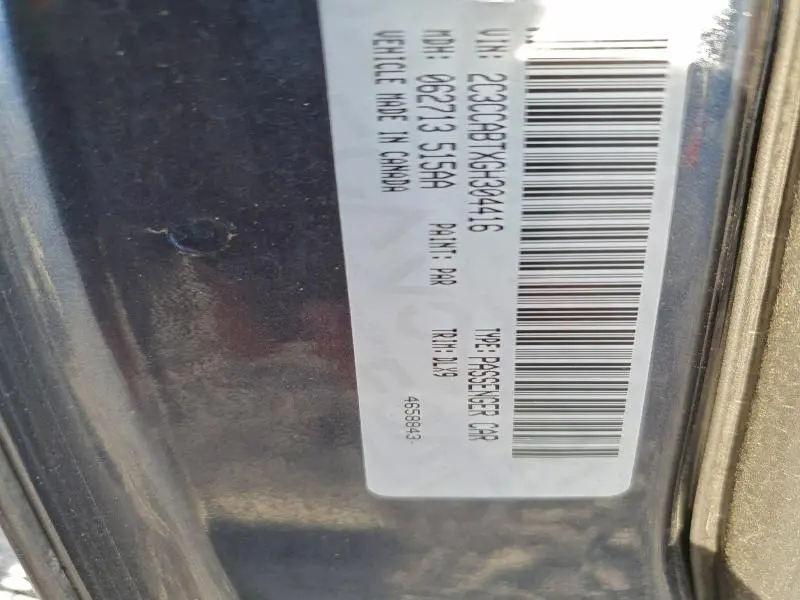 VIN: 2C3CCABTXGH304416 TYPE: PASSENGER CAR
MDH: 062713 515AA PAINT: PAR TRIM: DLX9
VEHICLE MADE IN CANADA 4658843